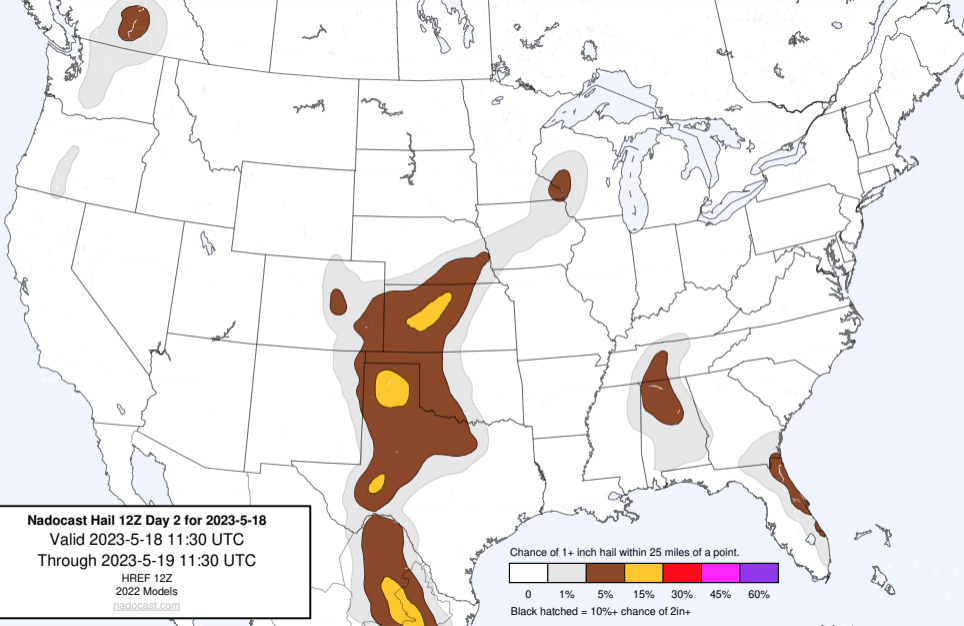 Nadocast Hail 12Z Day 2 for 2023-5-18
Valid 2023-5-18 11:30 UTC
Through 2023-5-19 11:30 UTC
HREF 12Z
2022 Models
nadocast.com
Chance of 1+ inch hail within 25 miles of a point.
0 1% 5% 15% 30% 45% 60%
Black hatched = 10%+ chance of 2in+